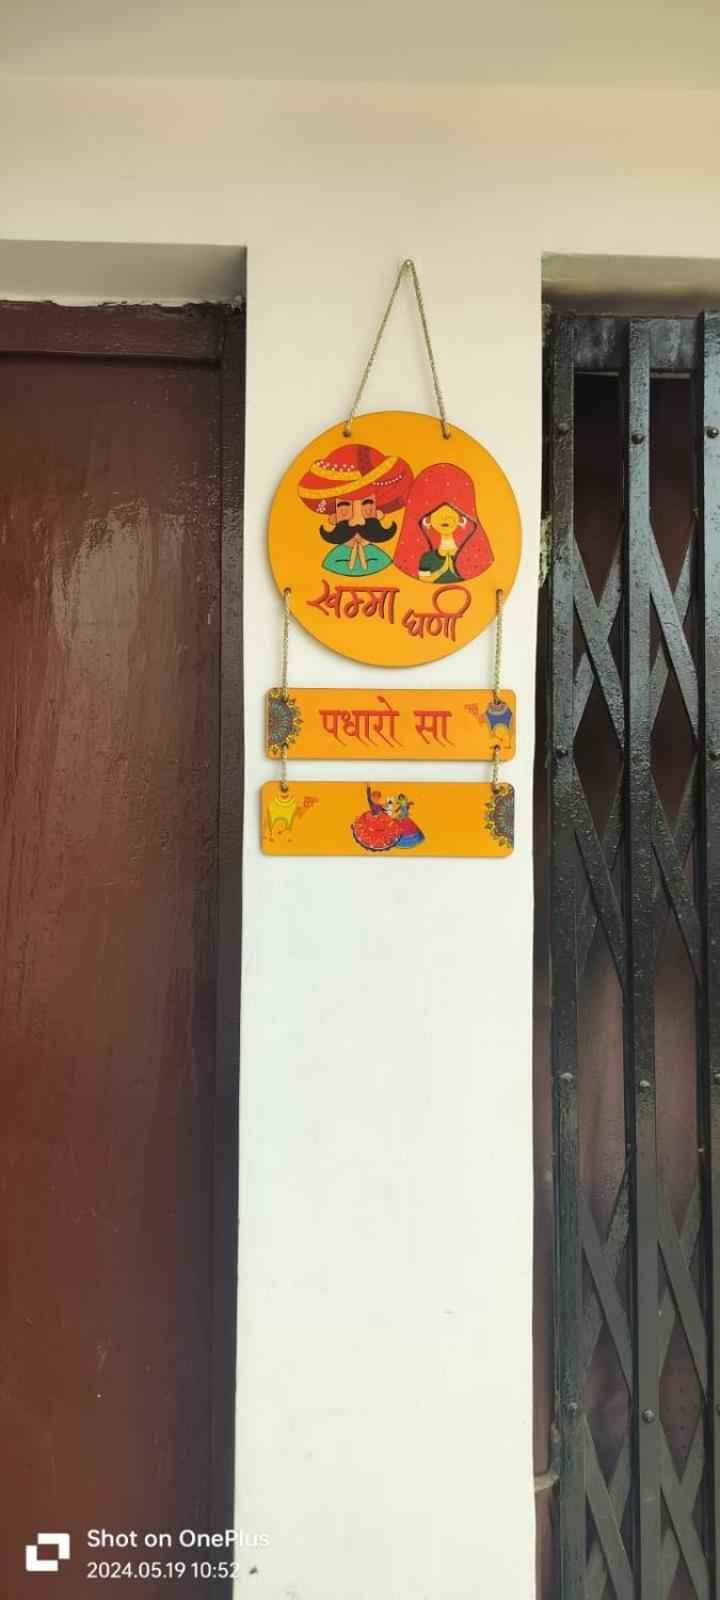 खम्मा घणी
पधारो सा
Shot on OnePlus
2024.05.19 10:52